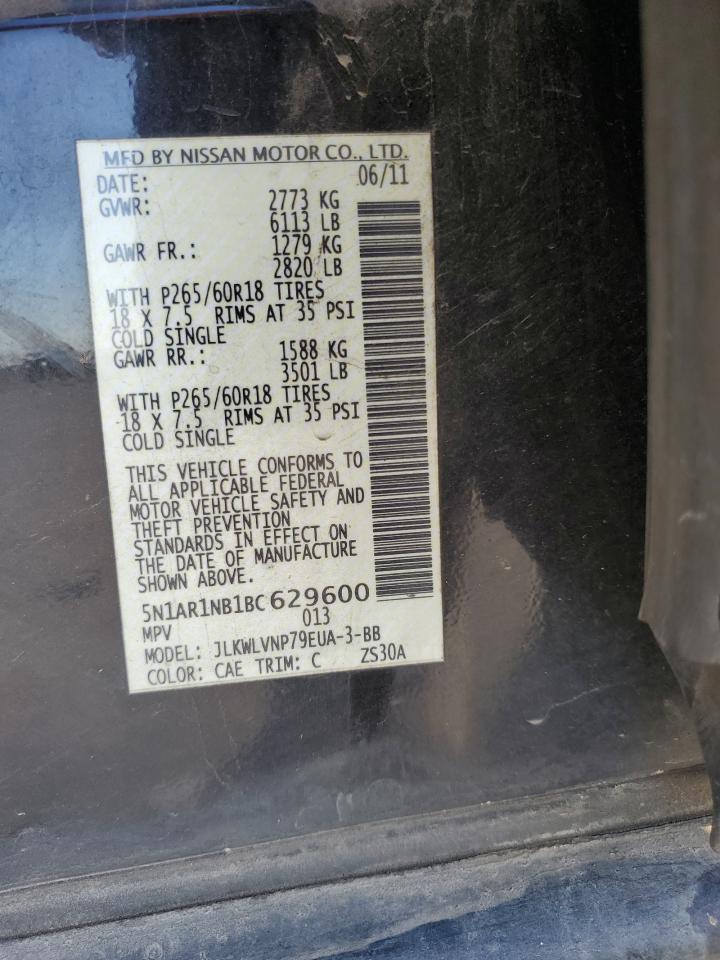 MFD BY NISSAN MOTOR CO., LTD.
DATE: 06/11
GVWR: 2773 KG
6113 LB
GAWR FR.: 1279 KG
2820 LB
WITH P265/60R18 TIRES
18 X 7.5 RIMS AT 35 PSI
COLD SINGLE
GAWR RR.: 1588 KG
3501 LB
WITH P265/60R18 TIRES
18 X 7.5 RIMS AT 35 PSI
COLD SINGLE
THIS VEHICLE CONFORMS TO
ALL APPLICABLE FEDERAL
MOTOR VEHICLE SAFETY AND
THEFT PREVENTION
STANDARDS IN EFFECT ON
THE DATE OF MANUFACTURE
SHOWN ABOVE.
5N1AR1NB1BC629600
MPV 013
MODEL: JLKWLVNP79EUA-3-BB
COLOR: CAE TRIM: C ZS30A